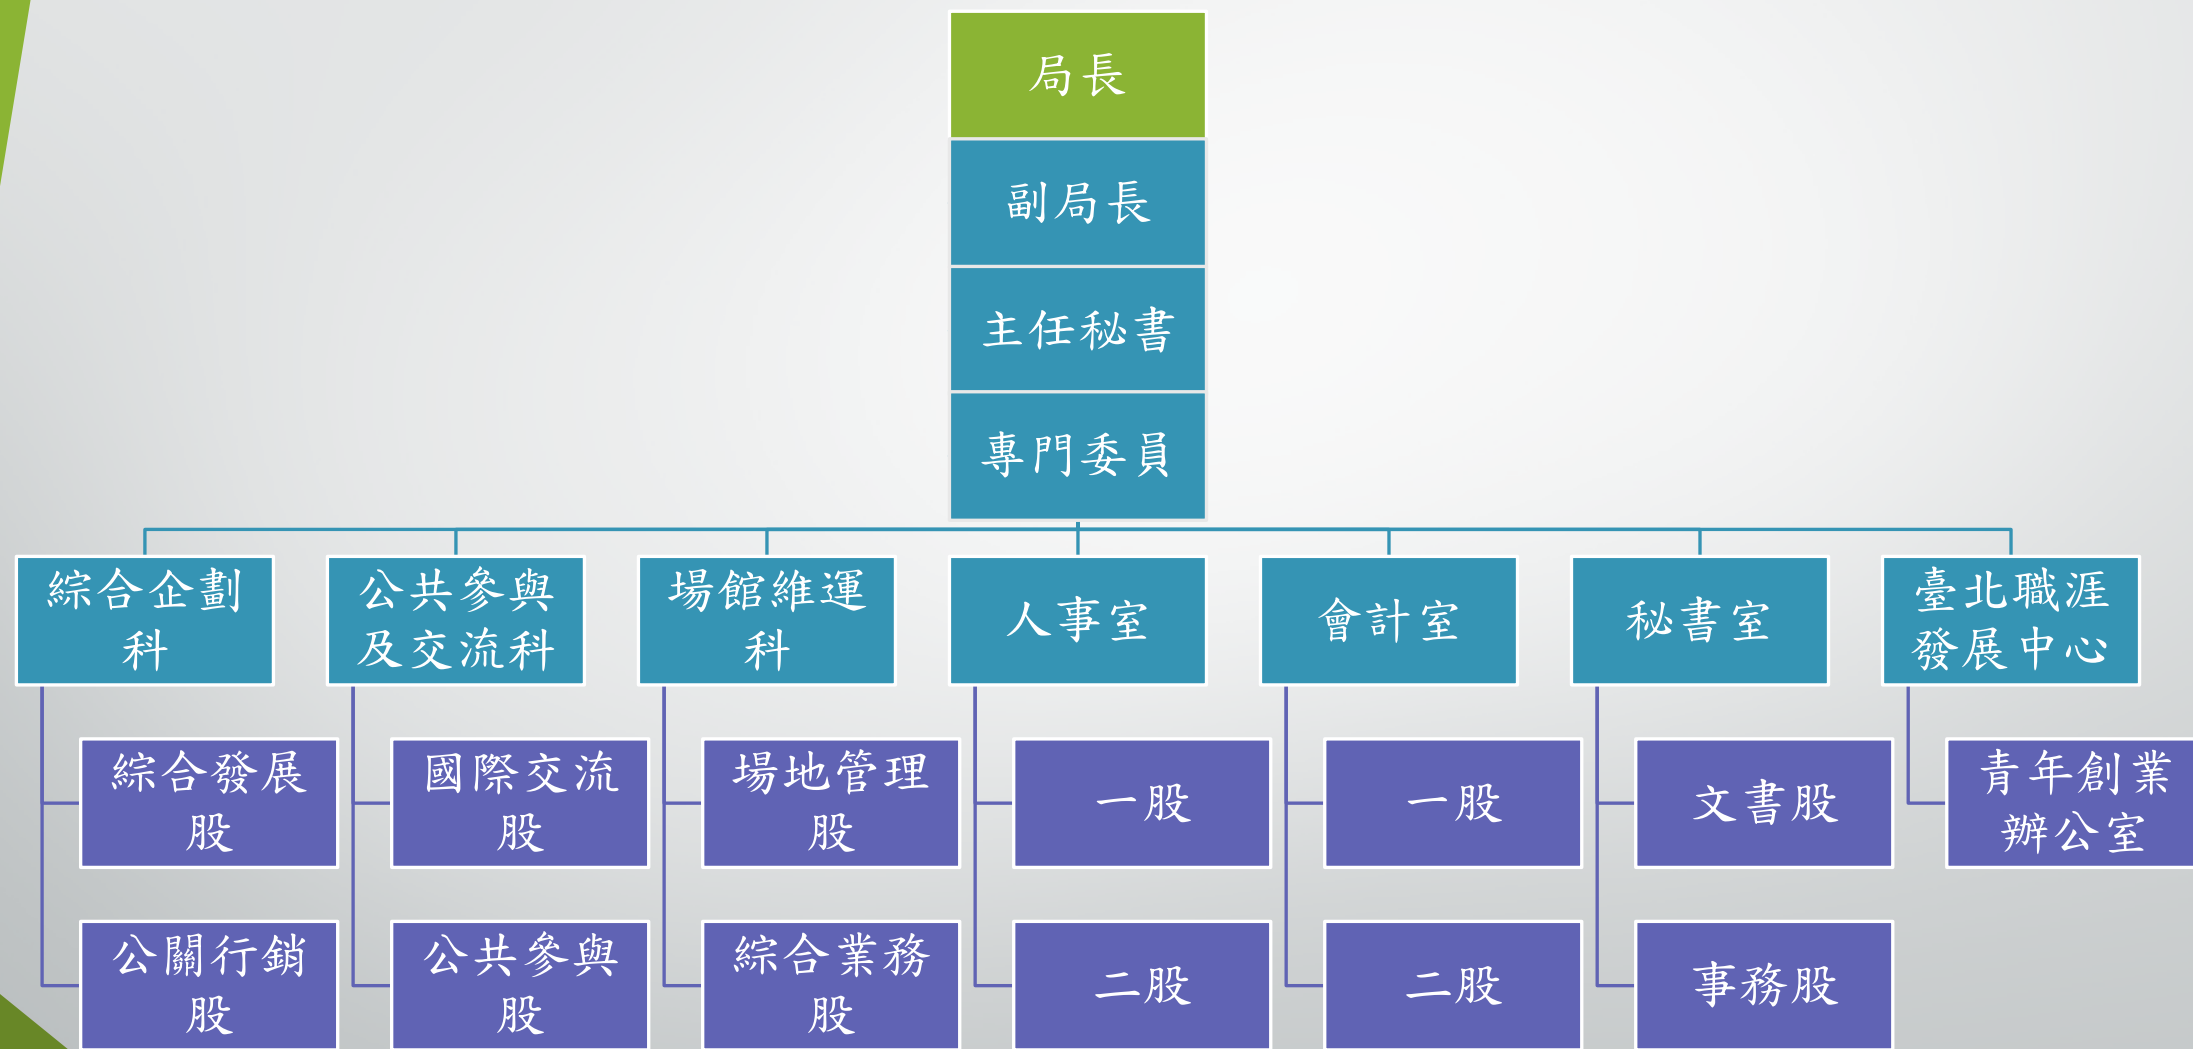 局長
副局長
主任秘書
專門委員
綜合企劃
科
公共參與
及交流科
場館維運
科
人事室
會計室
秘書室
臺北職涯
發展中心
綜合發展
股
國際交流
股
場地管理
股
一股
一股
文書股
青年創業
辦公室
公關行銷
股
公共參與
股
綜合業務
股
二股
二股
事務股